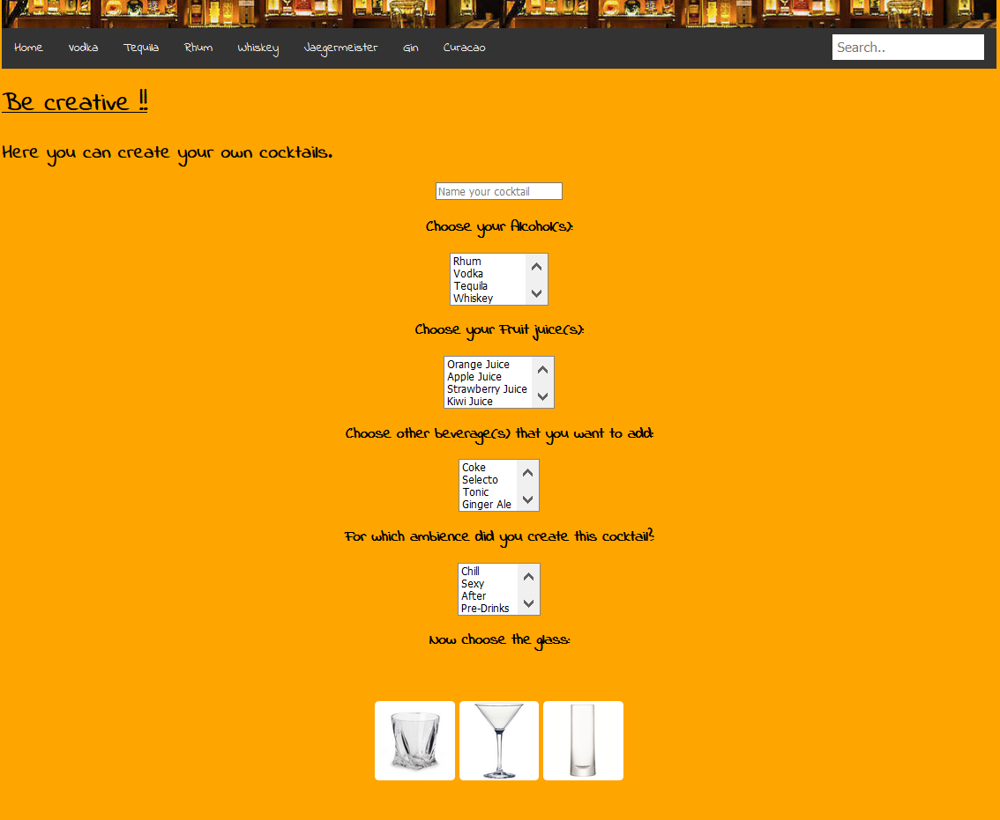 Home Vodka Tequila Rhum Whiskey Jaegermeister Gin Curacao Search..
Be creative !!
Here you can create your own cocktails.
Name your cocktail
Choose your Alcohol(s):
Rhum
Vodka
Tequila
Whiskey
Choose your Fruit juice(s):
Orange Juice
Apple Juice
Strawberry Juice
Kiwi Juice
Choose other beverage(s) that you want to add:
Coke
Selecto
Tonic
Ginger Ale
For which ambience did you create this cocktail?:
Chill
Sexy
After
Pre-Drinks
Now choose the glass: